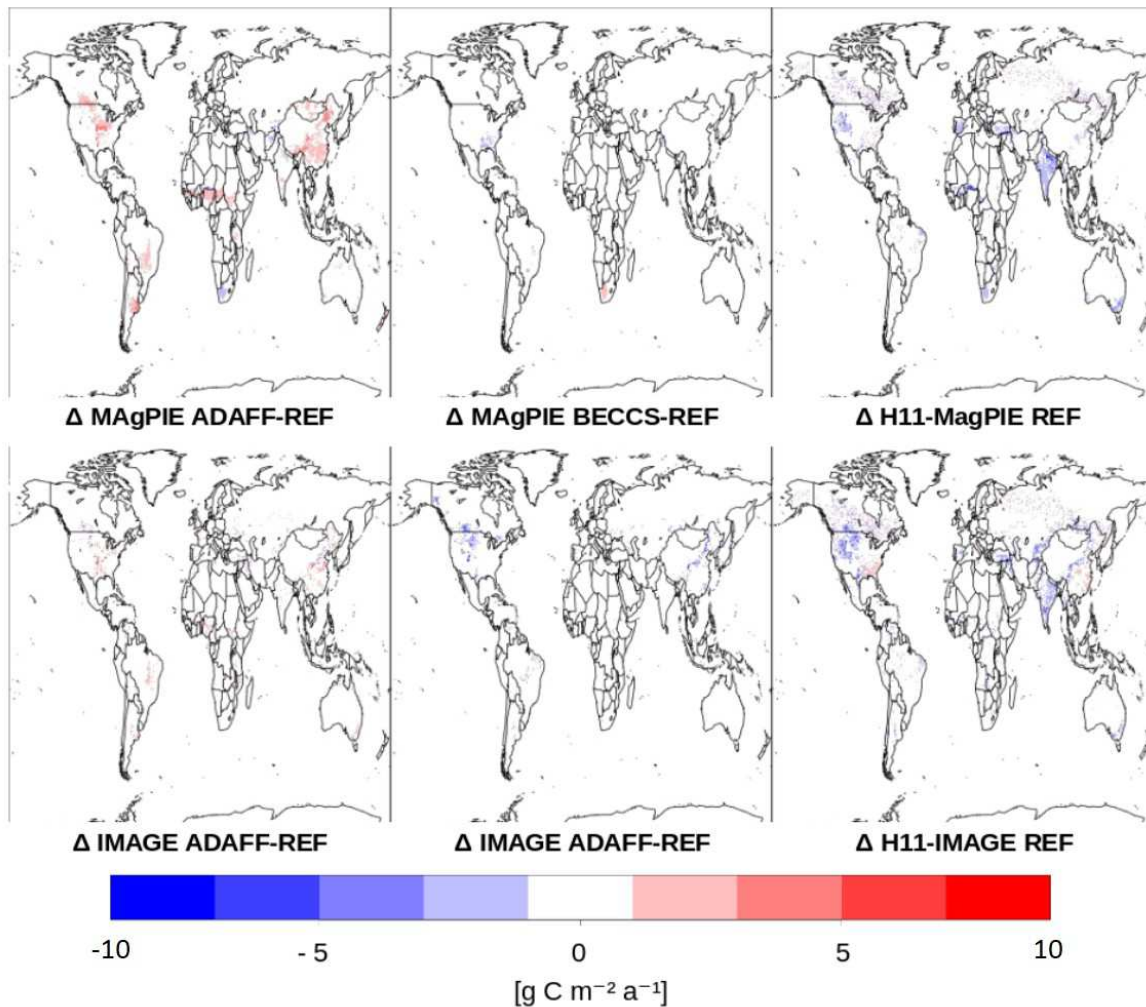 Δ MAgPIE ADAFF-REF
Δ MAgPIE BECCS-REF
Δ H11-MagPIE REF
Δ IMAGE ADAFF-REF
Δ IMAGE ADAFF-REF
Δ H11-IMAGE REF
-10
- 5
0
5
10
[g C m⁻² a⁻¹]